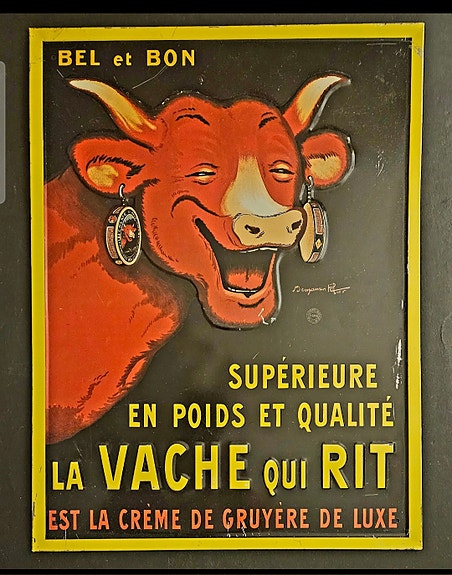 BEL et BON
Benjamin
SUPÉRIEURE
EN POIDS ET QUALITÉ
LA VACHE QUI RIT
EST LA CRÈME DE GRUYÈRE DE LUXE